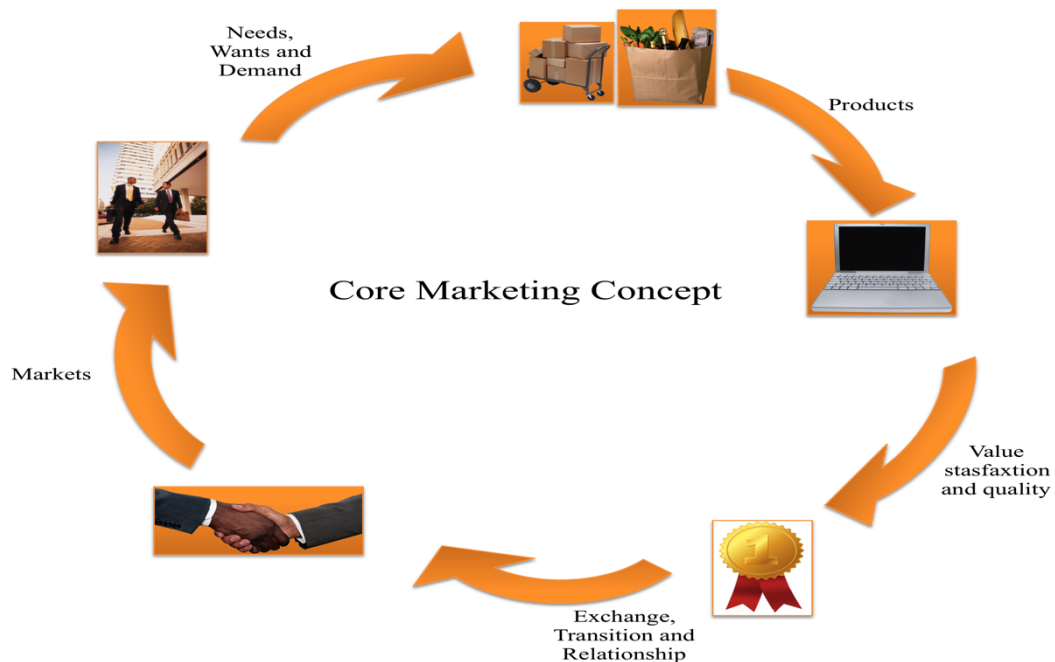 Needs,
Wants and
Demand
Products
Core Marketing Concept
Markets
Value
stasfaxtion
and quality
Exchange,
Transition and
Relationship